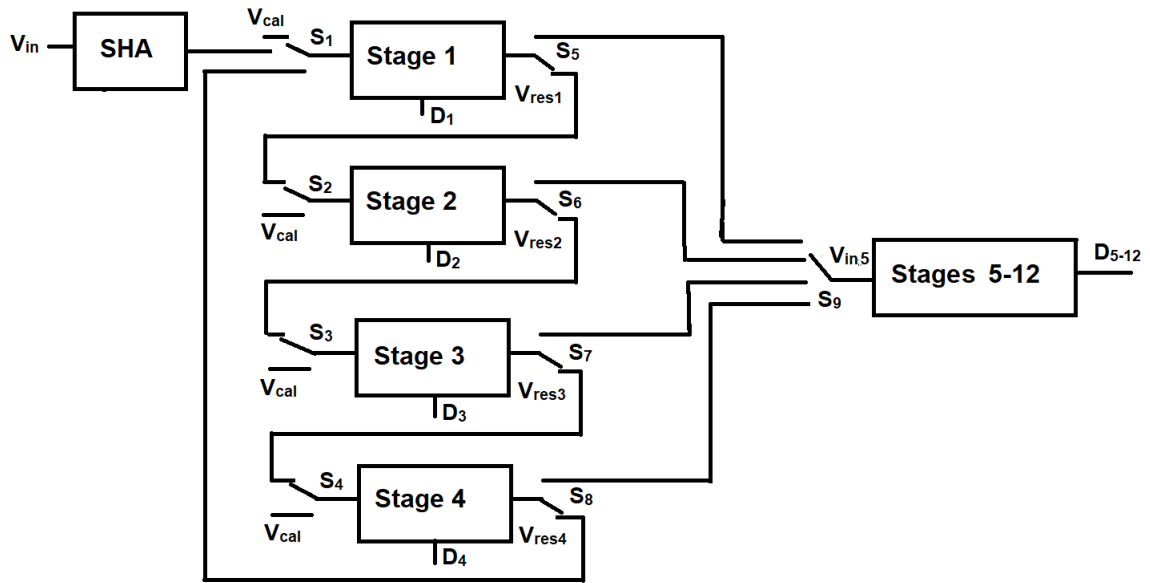 Vcal
Vin
SHA
S1
Stage 1
S5
Vres1
D1
S2
Stage 2
S6
Vcal
Vres2
D2
Vin,5
Stages 5-12
D5-12
S9
S3
Stage 3
S7
Vcal
Vres3
D3
S4
Stage 4
S8
Vcal
Vres4
D4